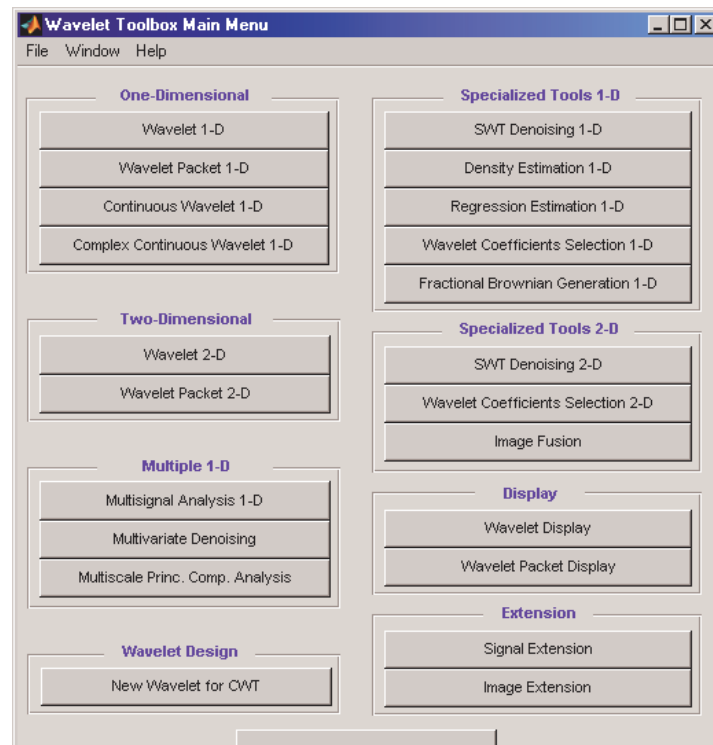 Wavelet Toolbox Main Menu
File Window Help
One-Dimensional
Wavelet 1-D
Wavelet Packet 1-D
Continuous Wavelet 1-D
Complex Continuous Wavelet 1-D
Two-Dimensional
Wavelet 2-D
Wavelet Packet 2-D
Multiple 1-D
Multisignal Analysis 1-D
Multivariate Denoising
Multiscale Princ. Comp. Analysis
Wavelet Design
New Wavelet for CWT
Specialized Tools 1-D
SWT Denoising 1-D
Density Estimation 1-D
Regression Estimation 1-D
Wavelet Coefficients Selection 1-D
Fractional Brownian Generation 1-D
Specialized Tools 2-D
SWT Denoising 2-D
Wavelet Coefficients Selection 2-D
Image Fusion
Display
Wavelet Display
Wavelet Packet Display
Extension
Signal Extension
Image Extension